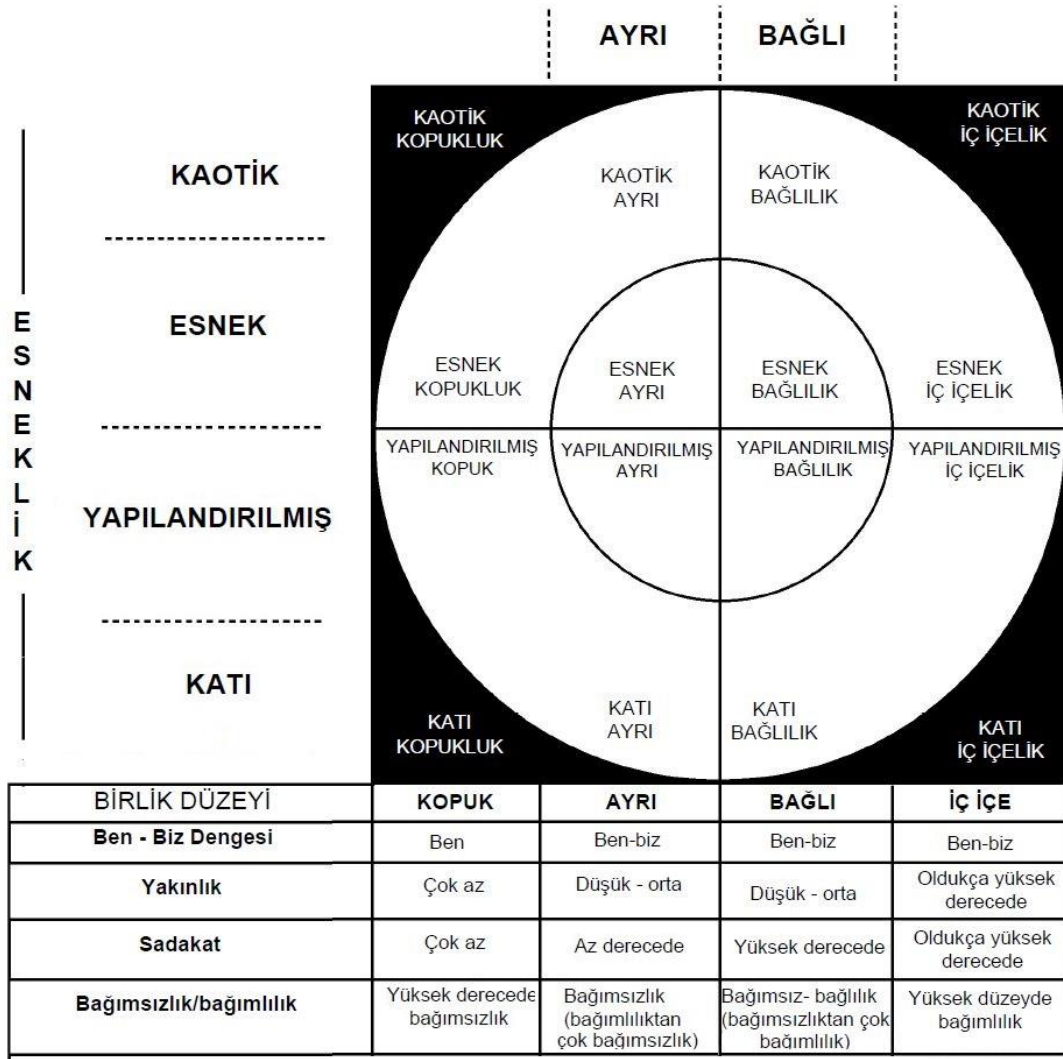 AYRI BAĞLI
KAOTİK
KOPUKLUK
KAOTİK
İÇ İÇELİK
KAOTİK
KAOTİK
AYRI
KAOTİK
BAĞLILIK
ESNEKLİK
ESNEK
ESNEK
KOPUKLUK
ESNEK
AYRI
ESNEK
BAĞLILIK
ESNEK
İÇ İÇELİK
YAPILANDIRILMIŞ
KOPUK
YAPILANDIRILMIŞ
AYRI
YAPILANDIRILMIŞ
BAĞLILIK
YAPILANDIRILMIŞ
İÇ İÇELİK
YAPILANDIRILMIŞ
KATI
KATI
KOPUKLUK
KATI
AYRI
KATI
BAĞLILIK
KATI
İÇ İÇELİK
BİRLİK DÜZEYİ KOPUK AYRI BAĞLI İÇ İÇE
Ben - Biz Dengesi Ben Ben-biz Ben-biz Ben-biz
Yakınlık Çok az Düşük - orta Düşük - orta Oldukça yüksek
derecede
Sadakat Çok az Az derecede Yüksek derecede Oldukça yüksek
derecede
Bağımsızlık/bağımlılık
Yüksek derecede
bağımsızlık
Bağımsızlık
(bağımlılıktan
çok bağımsızlık)
Bağımsız- bağlılık
(bağımsızlıktan çok
bağımlılık)
Yüksek düzeyde
bağımlılık